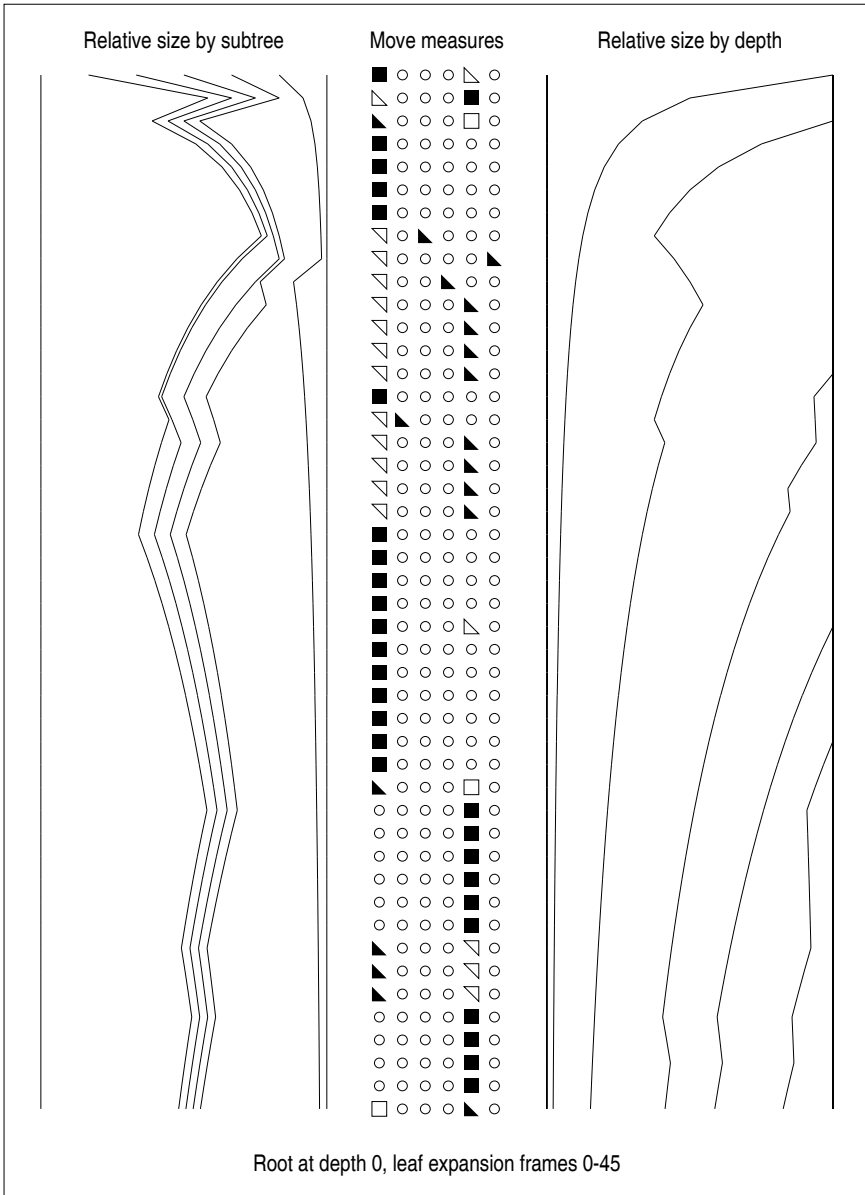 Relative size by subtree
Move measures
Relative size by depth
Root at depth 0, leaf expansion frames 0-45